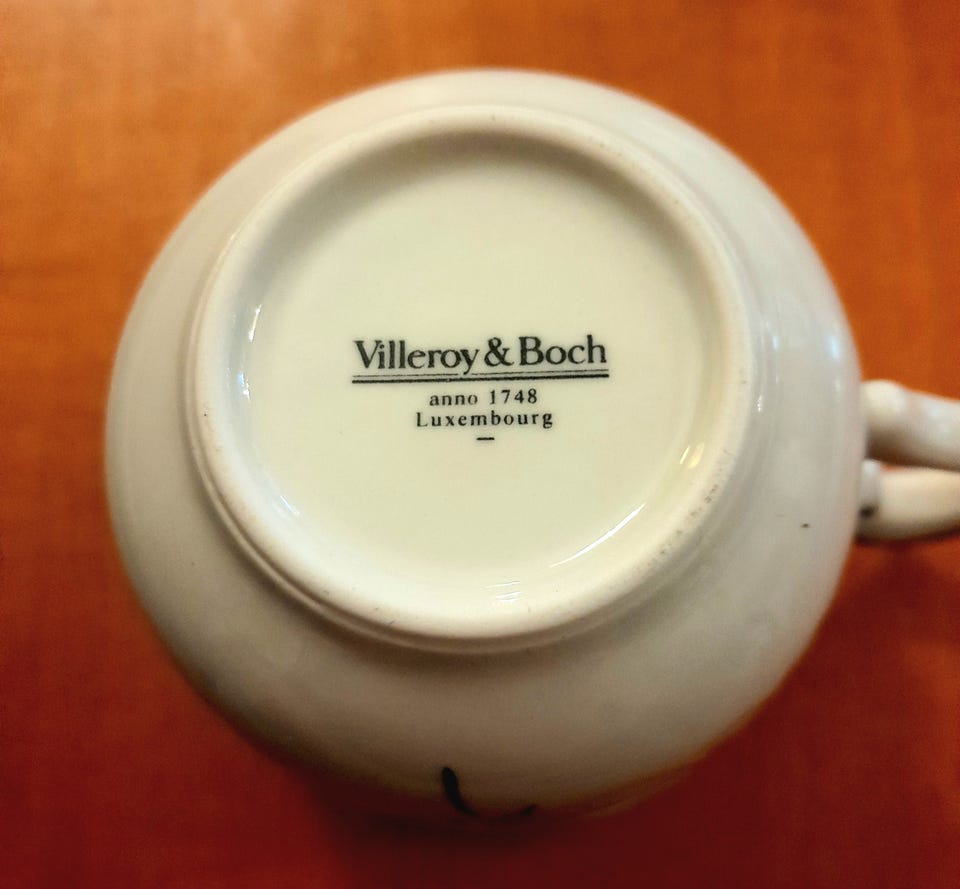 Villeroy & Boch
anno 1748
Luxembourg